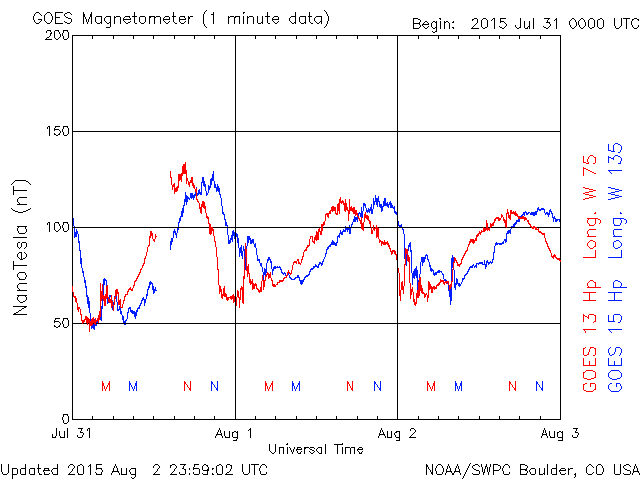 GOES Magnetometer (1 minute data)
Begin: 2015 Jul 31 0000 UTC
200
150
100
50
0
NanoTesla (nT)
M M N N M M N N M M N N
Jul 31 Aug 1 Aug 2 Aug 3
Universal Time
GOES 13 Hp Long. W 75
GOES 15 Hp Long. W 135
Updated 2015 Aug 2 23:59:02 UTC
NOAA/SWPC Boulder, CO USA